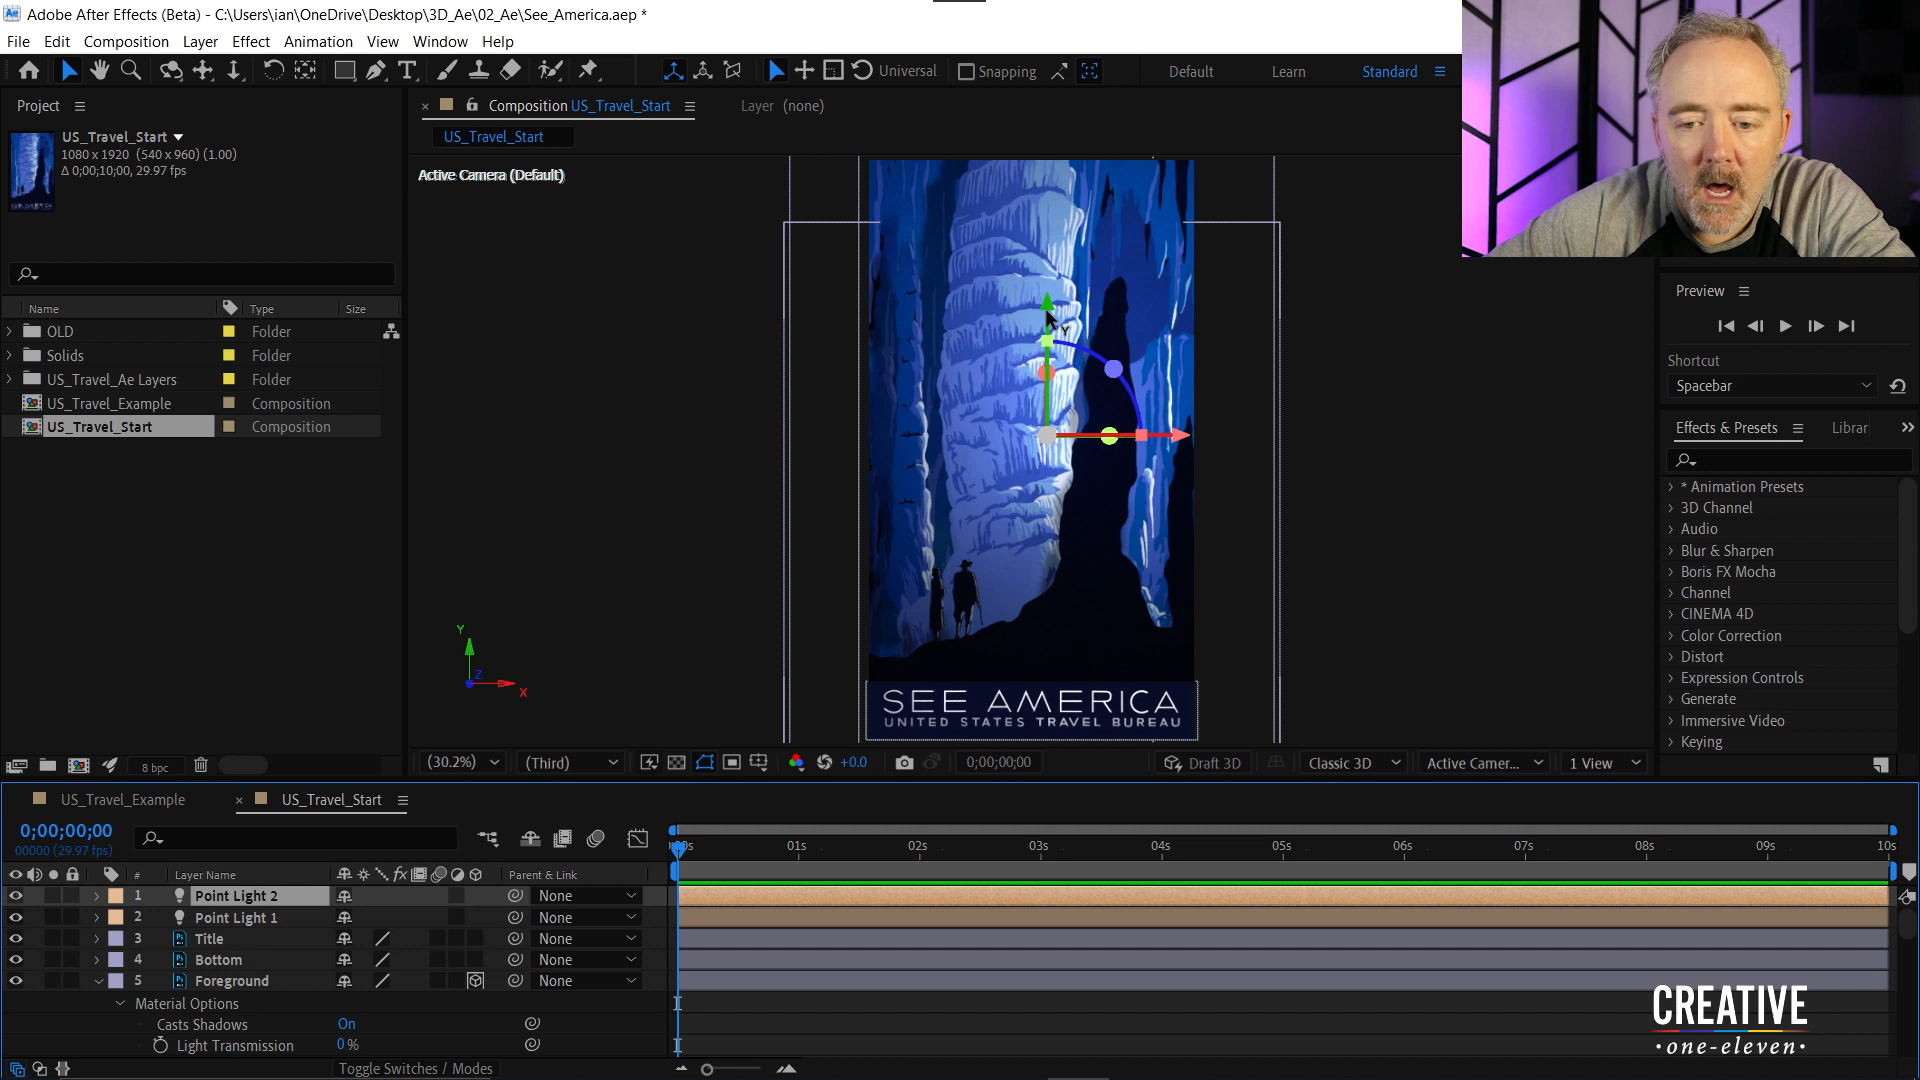 Adobe After Effects (Beta) - C:\Users\ian\OneDrive\Desktop\3D_Ae\02_Ae\See_America.aep *
File Edit Composition Layer Effect Animation View Window Help
Universal Snapping Default Learn Standard
Project
US_Travel_Start
1080 x 1920 (540 x 960) (1.00)
Δ 0;00;10;00, 29.97 fps
Name Type Size
OLD Folder
Solids Folder
US_Travel_Ae Layers Folder
US_Travel_Example Composition
US_Travel_Start Composition
8 bpc
Composition US_Travel_Start Layer (none)
US_Travel_Start
Active Camera (Default)
Y
Y
Z
X
SEE AMERICA
UNITED STATES TRAVEL BUREAU
(30.2%) (Third) +0.0 0;00;00;00 Draft 3D Classic 3D Active Camer... 1 View
Preview
Shortcut
Spacebar
Effects & Presets Librar
* Animation Presets
3D Channel
Audio
Blur & Sharpen
Boris FX Mocha
Channel
CINEMA 4D
Color Correction
Distort
Expression Controls
Generate
Immersive Video
Keying
US_Travel_Example US_Travel_Start
0;00;00;00
00000 (29.97 fps)
01s 02s 03s 04s 05s 06s 07s 08s 09s 10s
# Layer Name fx Parent & Link
1 Point Light 2 None
2 Point Light 1 None
3 Title None
4 Bottom None
5 Foreground None
Material Options
Casts Shadows On
Light Transmission 0 %
Toggle Switches / Modes
CREATIVE
•one-eleven•